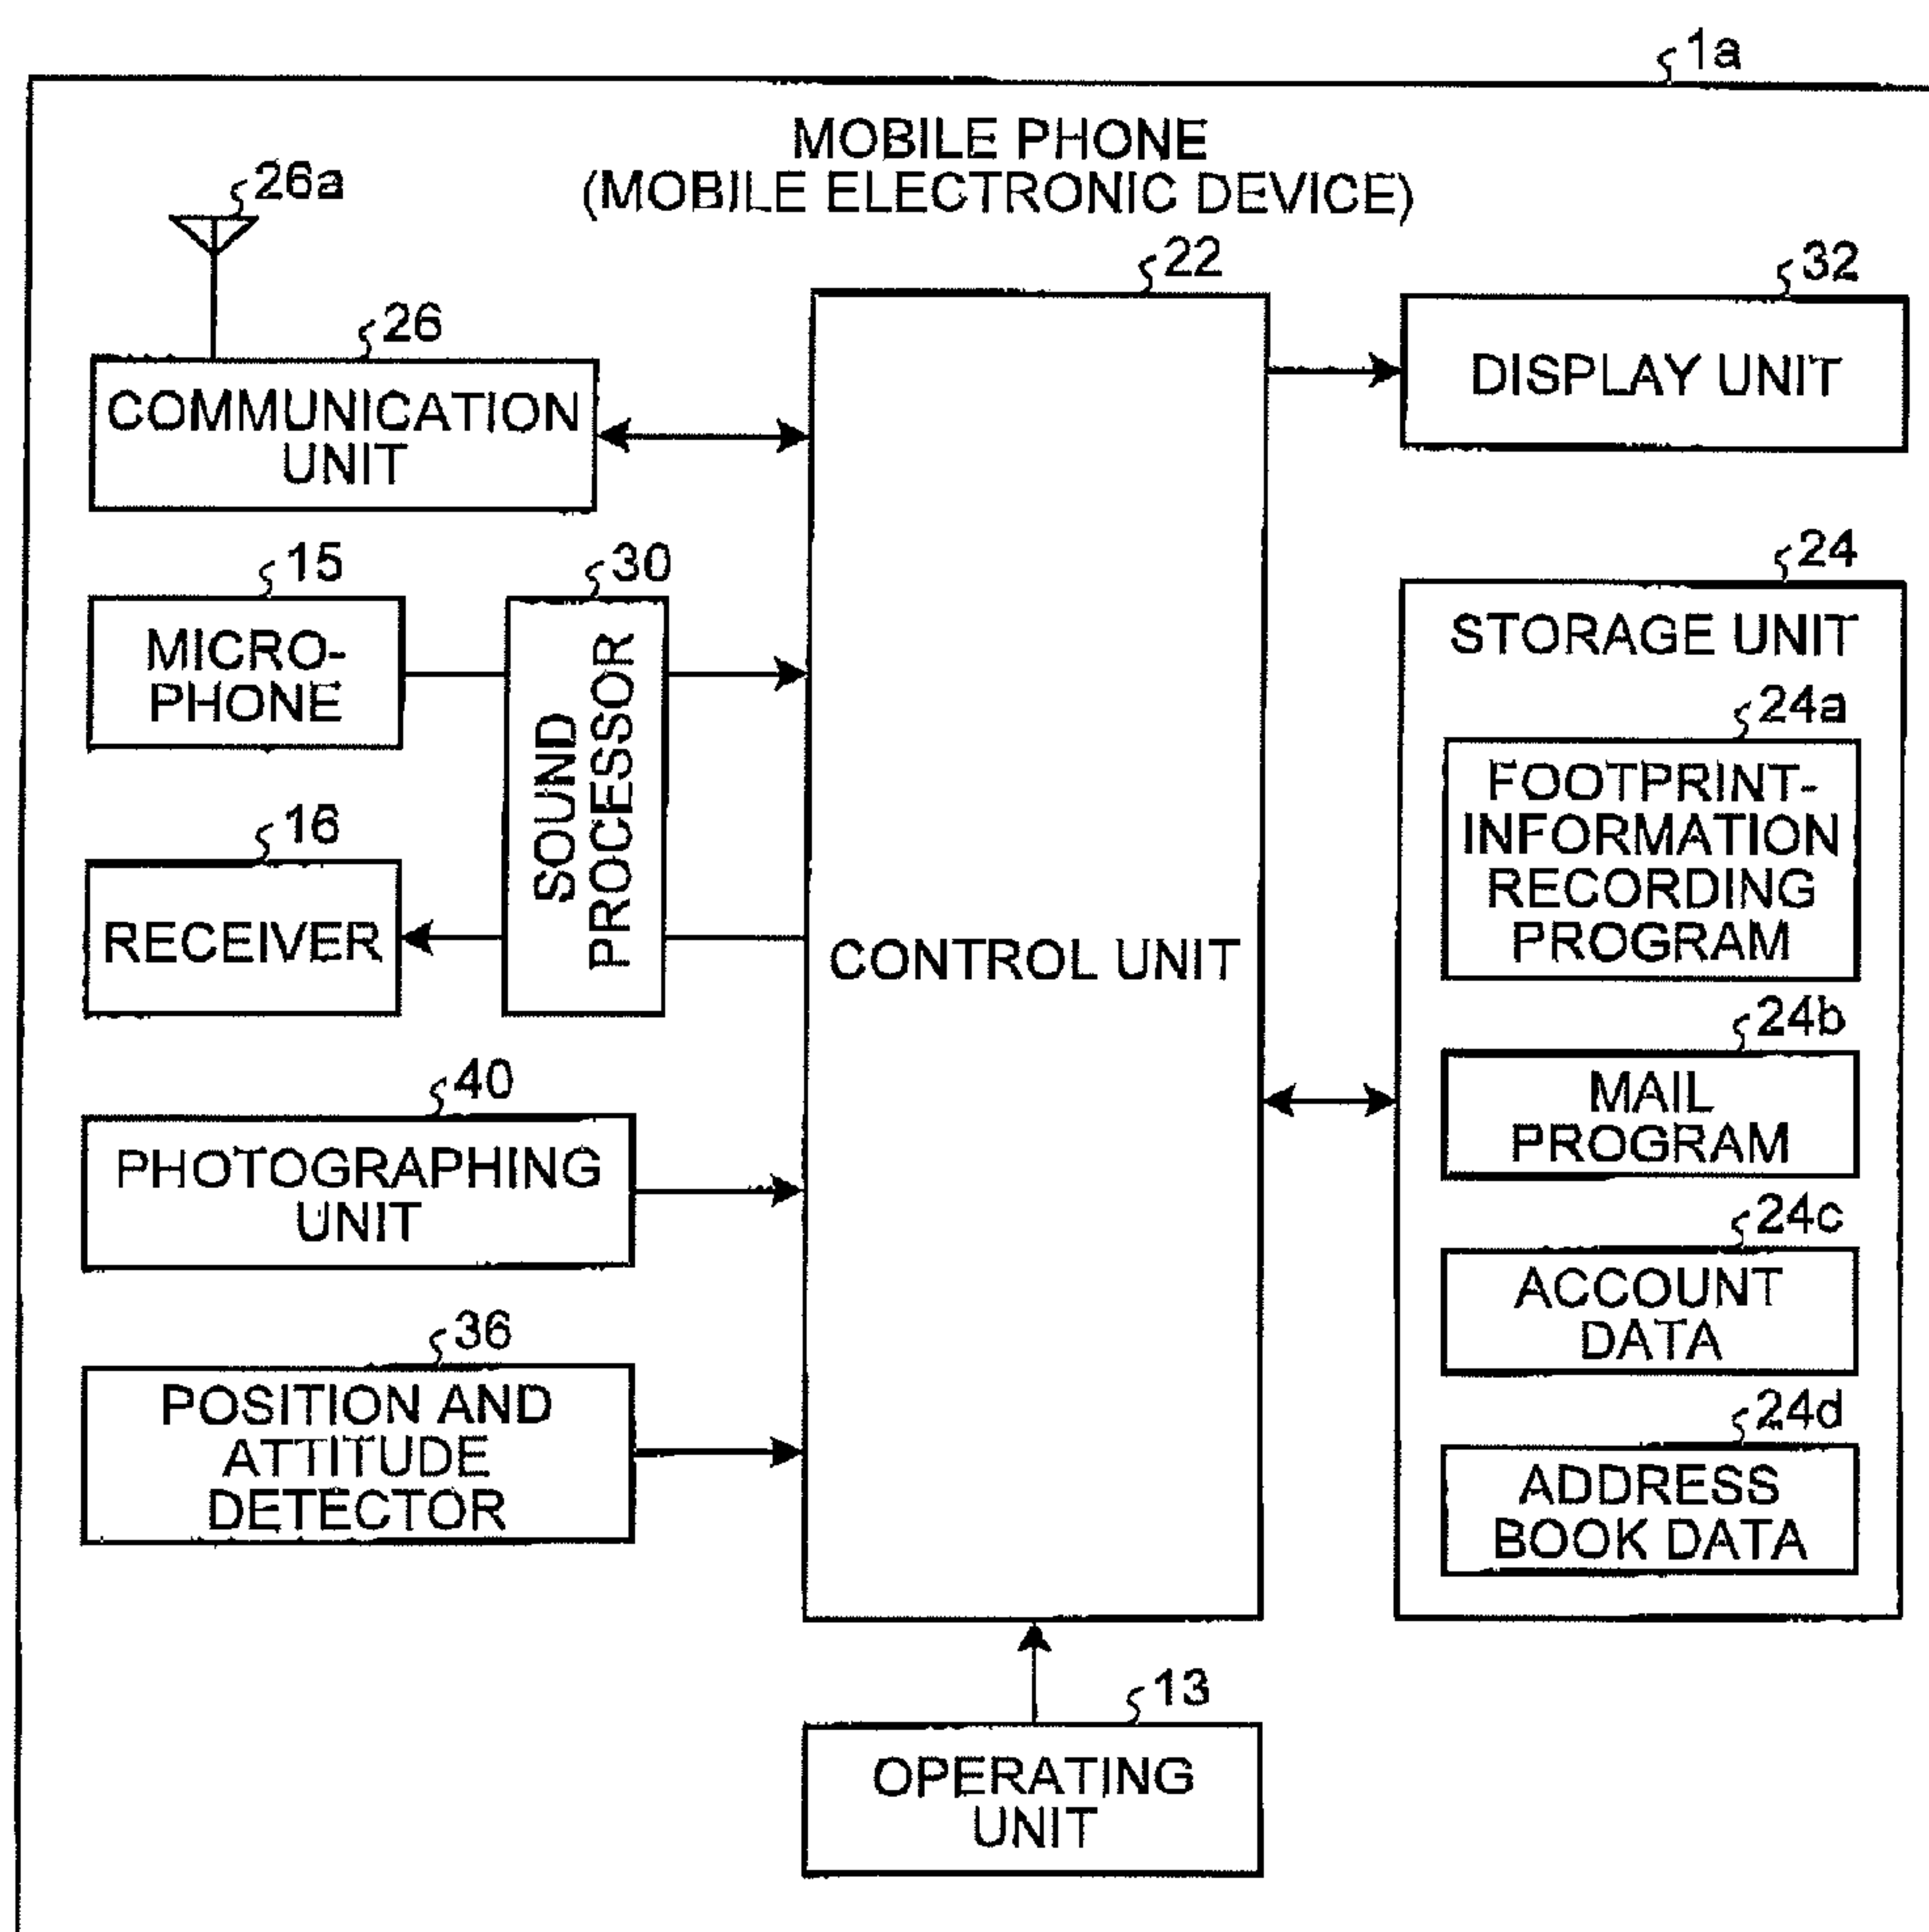 1a
MOBILE PHONE
(MOBILE ELECTRONIC DEVICE)
26a
22
32
26
COMMUNICATION
UNIT
DISPLAY UNIT
15
30
24
MICRO-
PHONE
SOUND
PROCESSOR
STORAGE UNIT
24a
FOOTPRINT-
INFORMATION
RECORDING
PROGRAM
16
RECEIVER
CONTROL UNIT
24b
MAIL
PROGRAM
40
PHOTOGRAPHING
UNIT
24c
ACCOUNT
DATA
36
POSITION AND
ATTITUDE
DETECTOR
24d
ADDRESS
BOOK DATA
13
OPERATING
UNIT